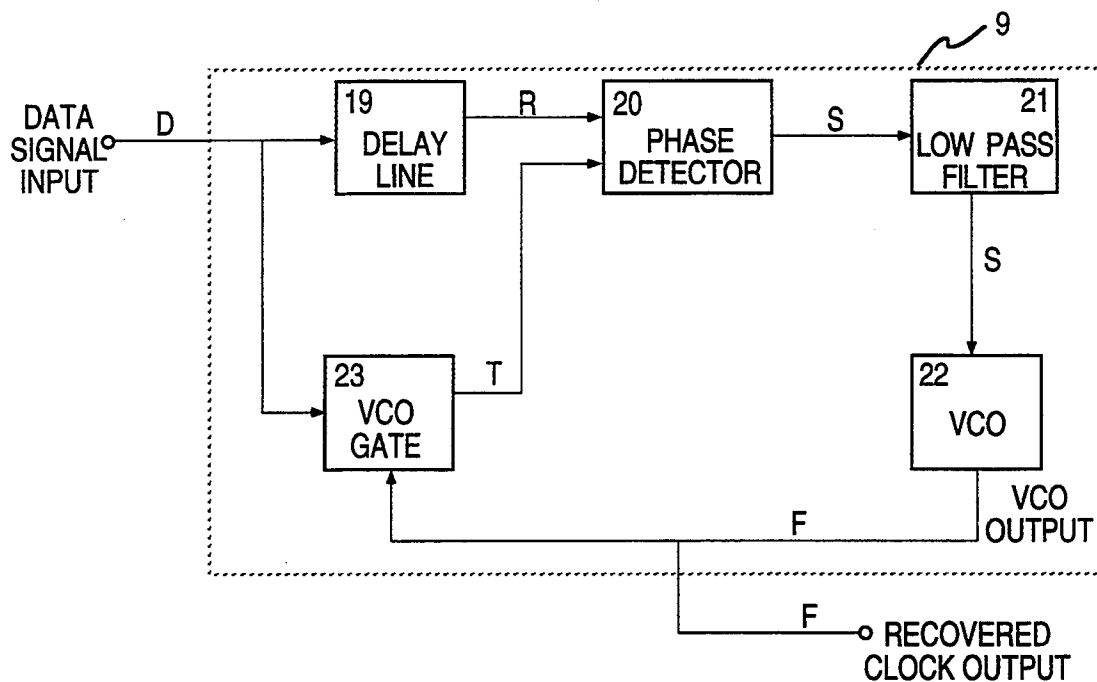 9
DATA
SIGNAL
INPUT
D
19
DELAY
LINE
R
20
PHASE
DETECTOR
S
21
LOW PASS
FILTER
S
23
VCO
GATE
T
22
VCO
VCO
OUTPUT
F
F
RECOVERED
CLOCK OUTPUT